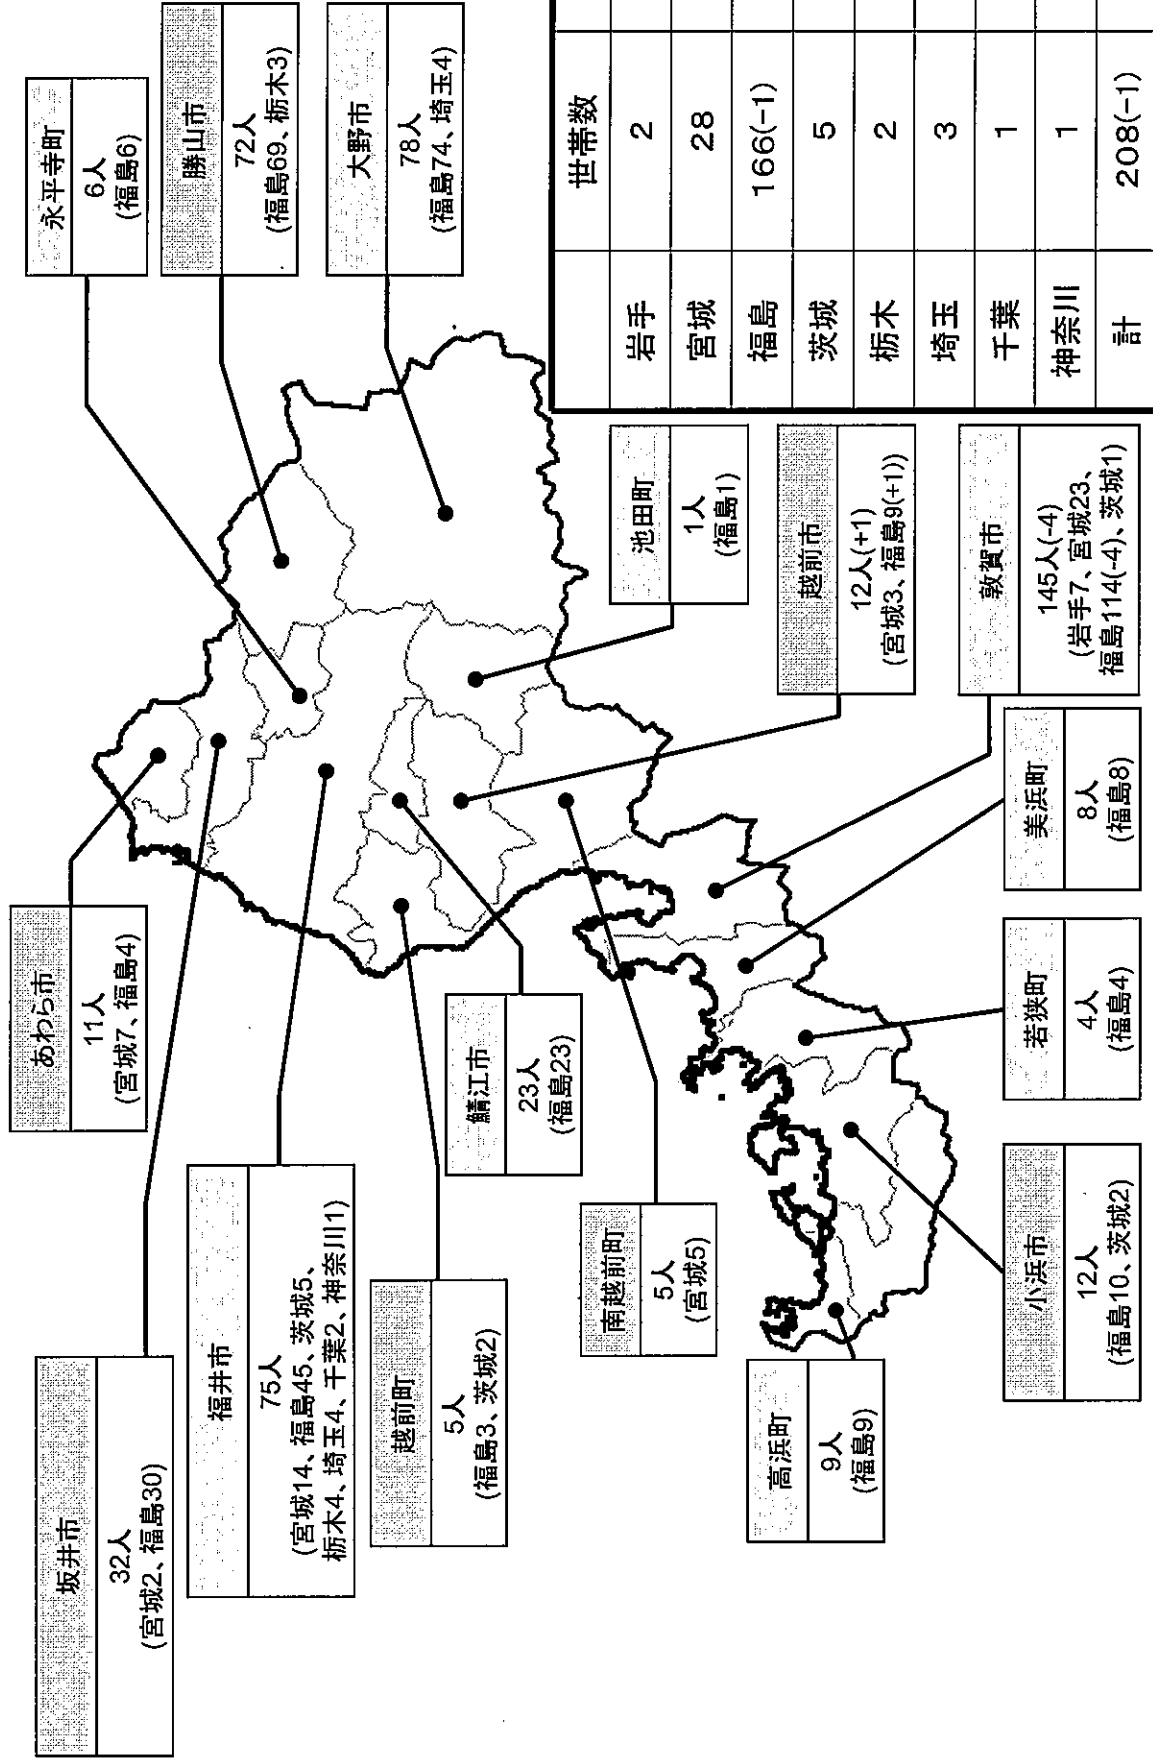 坂井市
32人
(宮城2、福島30)
福井市
75人
(宮城14、福島45、茨城5、
栃木4、埼玉4、千葉2、神奈川1)
越前町
5人
(福島3、茨城2)
高浜町
9人
(福島9)
あわら市
11人
(宮城7、福島4)
鯖江市
23人
(福島23)
南越前町
5人
(宮城5)
小浜市
12人
(福島10、茨城2)
若狭町
4人
(福島4)
美浜町
8人
(福島8)
永平寺町
6人
(福島6)
勝山市
72人
(福島69、栃木3)
大野市
78人
(福島74、埼玉4)
池田町
1人
(福島1)
越前市
12人(+1)
(宮城3、福島9(+1))
敦賀市
145人(-4)
(岩手7、宮城23、
福島114(-4)、茨城1)
世帯数
岩手 2
宮城 28
福島 166(-1)
茨城 5
栃木 2
埼玉 3
千葉 1
神奈川 1
計 208(-1)